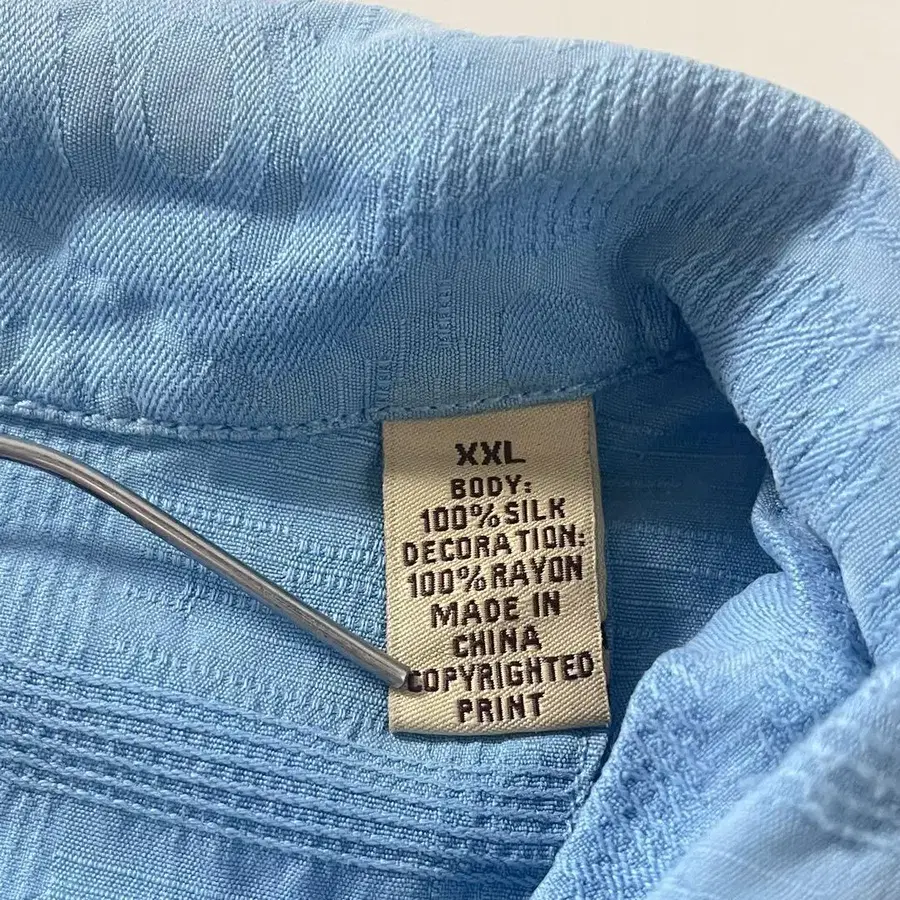 XXL
BODY:
100% SILK
DECORATION:
100% RAYON
MADE IN
CHINA
COPYRIGHTED
PRINT